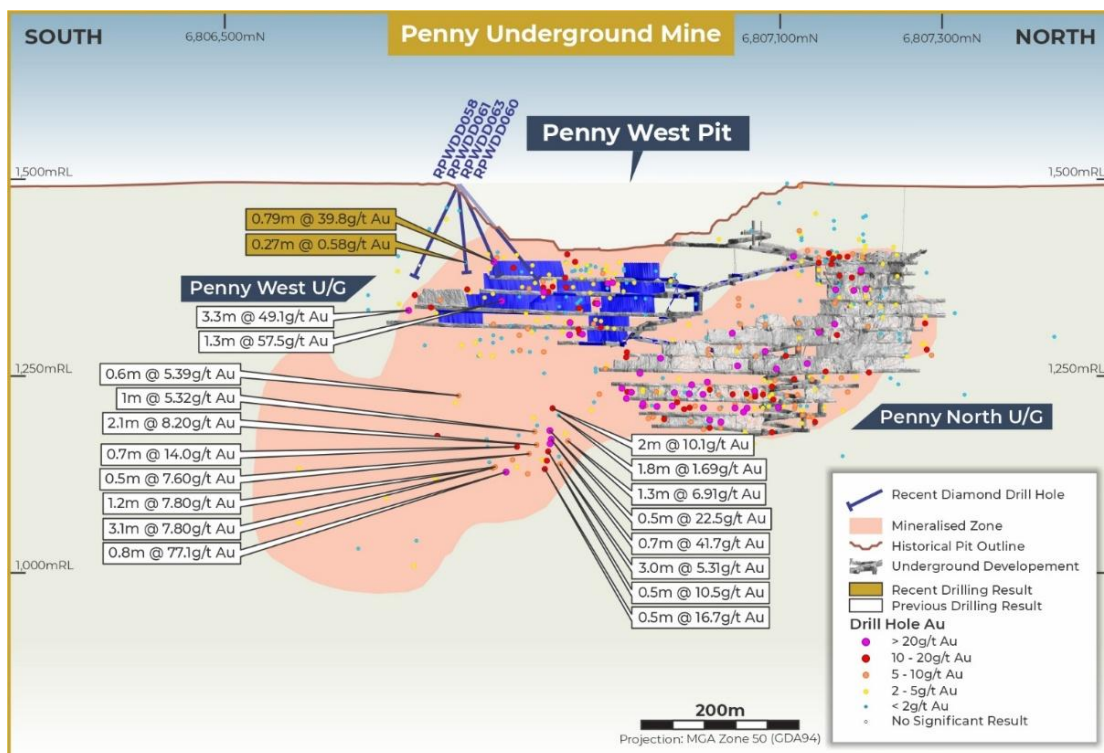 SOUTH
6,806,500mN
Penny Underground Mine
6,807,100mN
6,807,300mN
NORTH
RPWDD058
RPWDD061
RPWDD063
RPWDD060
Penny West Pit
1,500mRL
1,500mRL
0.79m @ 39.8g/t Au
0.27m @ 0.58g/t Au
Penny West U/G
3.3m @ 49.1g/t Au
1.3m @ 57.5g/t Au
1,250mRL
1,250mRL
0.6m @ 5.39g/t Au
1m @ 5.32g/t Au
2.1m @ 8.20g/t Au
0.7m @ 14.0g/t Au
0.5m @ 7.60g/t Au
1.2m @ 7.80g/t Au
3.1m @ 7.80g/t Au
0.8m @ 77.1g/t Au
Penny North U/G
2m @ 10.1g/t Au
1.8m @ 1.69g/t Au
1.3m @ 6.91g/t Au
0.5m @ 22.5g/t Au
0.7m @ 41.7g/t Au
3.0m @ 5.31g/t Au
0.5m @ 10.5g/t Au
0.5m @ 16.7g/t Au
1,000mRL
Recent Diamond Drill Hole
Mineralised Zone
Historical Pit Outline
Underground Developement
Recent Drilling Result
Previous Drilling Result
Drill Hole Au
> 20g/t Au
10 - 20g/t Au
5 - 10g/t Au
2 - 5g/t Au
< 2g/t Au
No Significant Result
200m
Projection: MGA Zone 50 (GDA94)